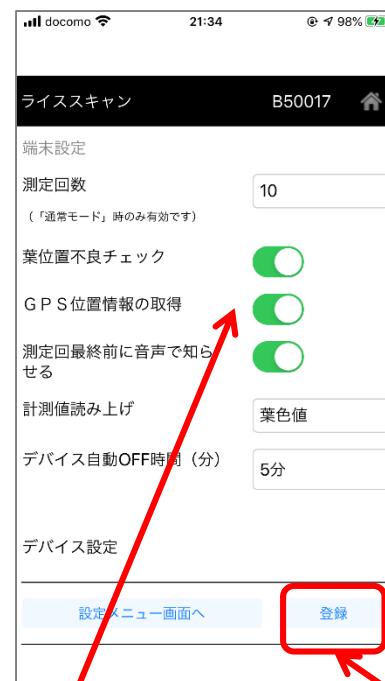 docomo 21:34 98%
ライススキャン B50017
端末設定
測定回数 10
（「通常モード」時のみ有効です）
葉位置不良チェック
ＧＰＳ位置情報の取得
測定回最終前に音声で知ら
せる
計測値読み上げ 葉色値
デバイス自動OFF時間（分） 5分
デバイス設定
設定メニュー画面へ 登録